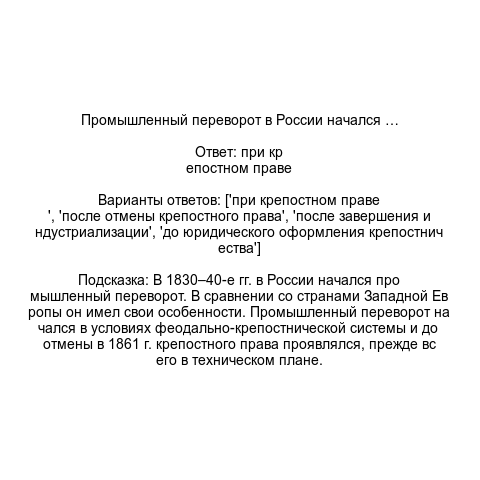 Промышленный переворот в России начался …
Ответ: при кр
епостном праве
Варианты ответов: ['при крепостном праве
', 'после отмены крепостного права', 'после завершения и
ндустриализации', 'до юридического оформления крепостнич
ества']
Подсказка: В 1830–40-е гг. в России начался про
мышленный переворот. В сравнении со странами Западной Ев
ропы он имел свои особенности. Промышленный переворот на
чался в условиях феодально-крепостнической системы и до
отмены в 1861 г. крепостного права проявлялся, прежде вс
его в техническом плане.